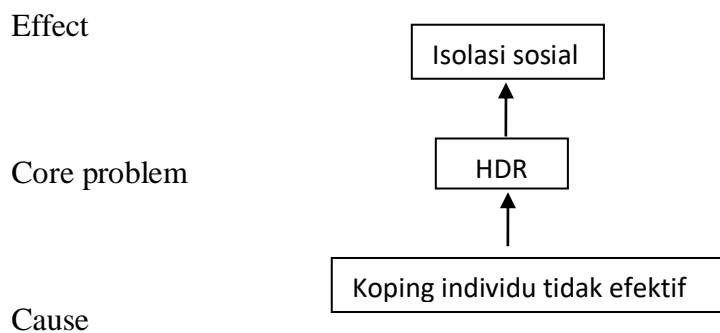 Effect
Isolasi sosial
Core problem
HDR
Koping individu tidak efektif
Cause